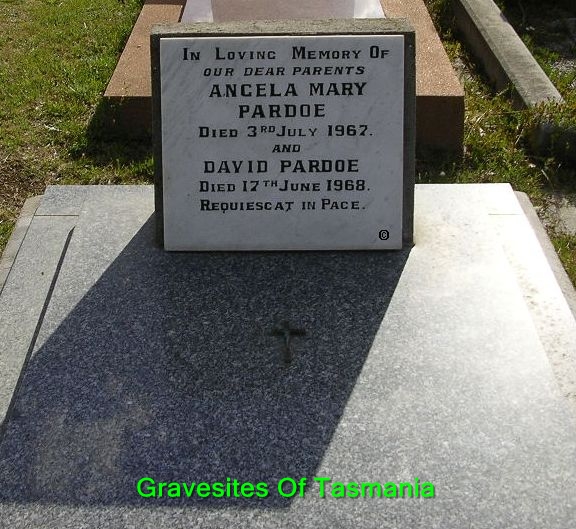 In Loving Memory Of
OUR DEAR PARENTS
ANGELA MARY
PARDOE
Died 3RD July 1967.
AND
DAVID PARDOE
Died 17TH June 1968.
Requiescat in Pace.
©
Gravesites Of Tasmania